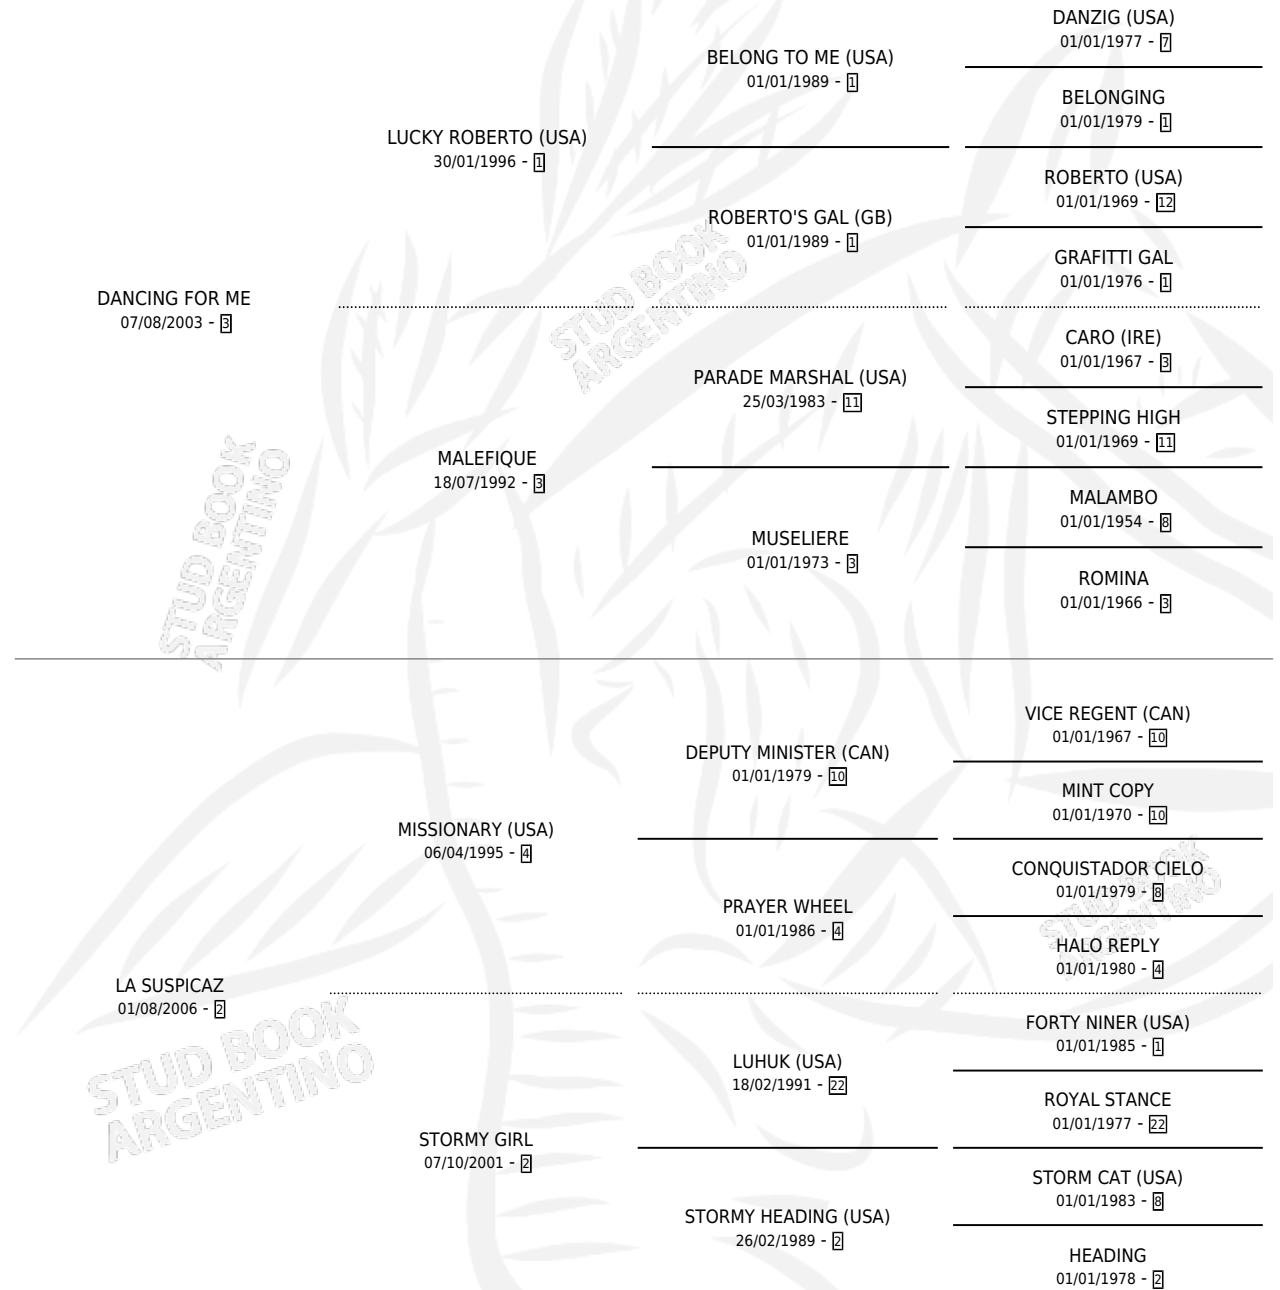 DANCING FOR ME
07/08/2003 - 3
LUCKY ROBERTO (USA)
30/01/1996 - 1
BELONG TO ME (USA)
01/01/1989 - 1
DANZIG (USA)
01/01/1977 - 7
BELONGING
01/01/1979 - 1
ROBERTO'S GAL (GB)
01/01/1989 - 1
ROBERTO (USA)
01/01/1969 - 12
GRAFITTI GAL
01/01/1976 - 1
MALEFIQUE
18/07/1992 - 3
PARADE MARSHAL (USA)
25/03/1983 - 11
CARO (IRE)
01/01/1967 - 3
STEPPING HIGH
01/01/1969 - 11
MUSELIERE
01/01/1973 - 3
MALAMBO
01/01/1954 - 8
ROMINA
01/01/1966 - 3
LA SUSPICAZ
01/08/2006 - 2
MISSIONARY (USA)
06/04/1995 - 4
DEPUTY MINISTER (CAN)
01/01/1979 - 10
VICE REGENT (CAN)
01/01/1967 - 10
MINT COPY
01/01/1970 - 10
PRAYER WHEEL
01/01/1986 - 4
CONQUISTADOR CIELO
01/01/1979 - 8
HALO REPLY
01/01/1980 - 4
STORMY GIRL
07/10/2001 - 2
LUHUK (USA)
18/02/1991 - 22
FORTY NINER (USA)
01/01/1985 - 1
ROYAL STANCE
01/01/1977 - 22
STORMY HEADING (USA)
26/02/1989 - 2
STORM CAT (USA)
01/01/1983 - 8
HEADING
01/01/1978 - 2
STUD BOOK
ARGENTINO
STUD BOOK
ARGENTINO
STUD BOOK
ARGENTINO
STUD BOOK
ARGENTINO